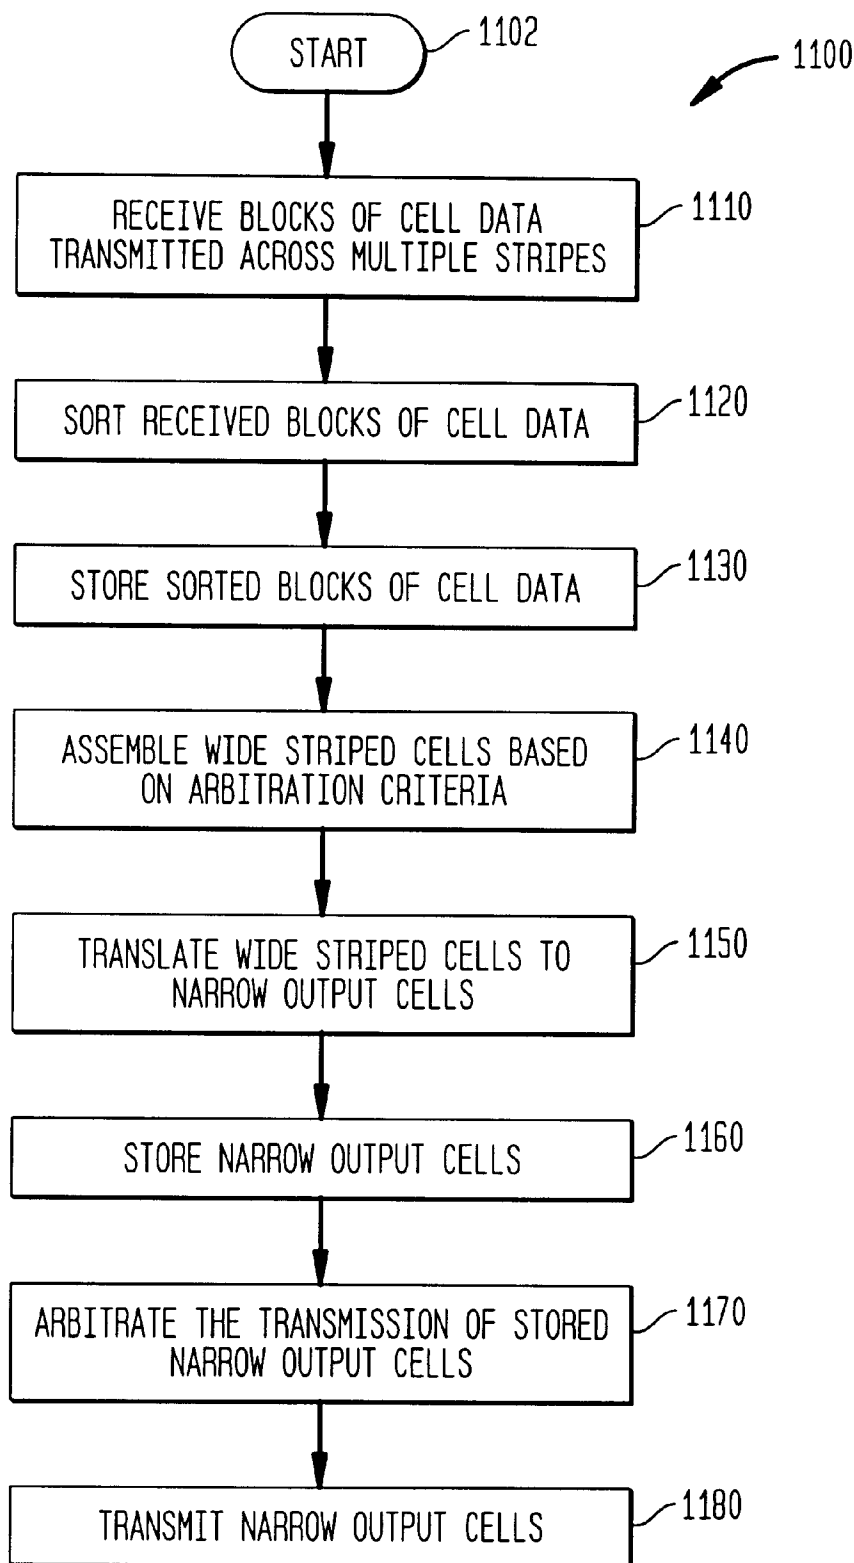 START
1102
1100
RECEIVE BLOCKS OF CELL DATA
TRANSMITTED ACROSS MULTIPLE STRIPES
1110
SORT RECEIVED BLOCKS OF CELL DATA
1120
STORE SORTED BLOCKS OF CELL DATA
1130
ASSEMBLE WIDE STRIPED CELLS BASED
ON ARBITRATION CRITERIA
1140
TRANSLATE WIDE STRIPED CELLS TO
NARROW OUTPUT CELLS
1150
STORE NARROW OUTPUT CELLS
1160
ARBITRATE THE TRANSMISSION OF STORED
NARROW OUTPUT CELLS
1170
TRANSMIT NARROW OUTPUT CELLS
1180